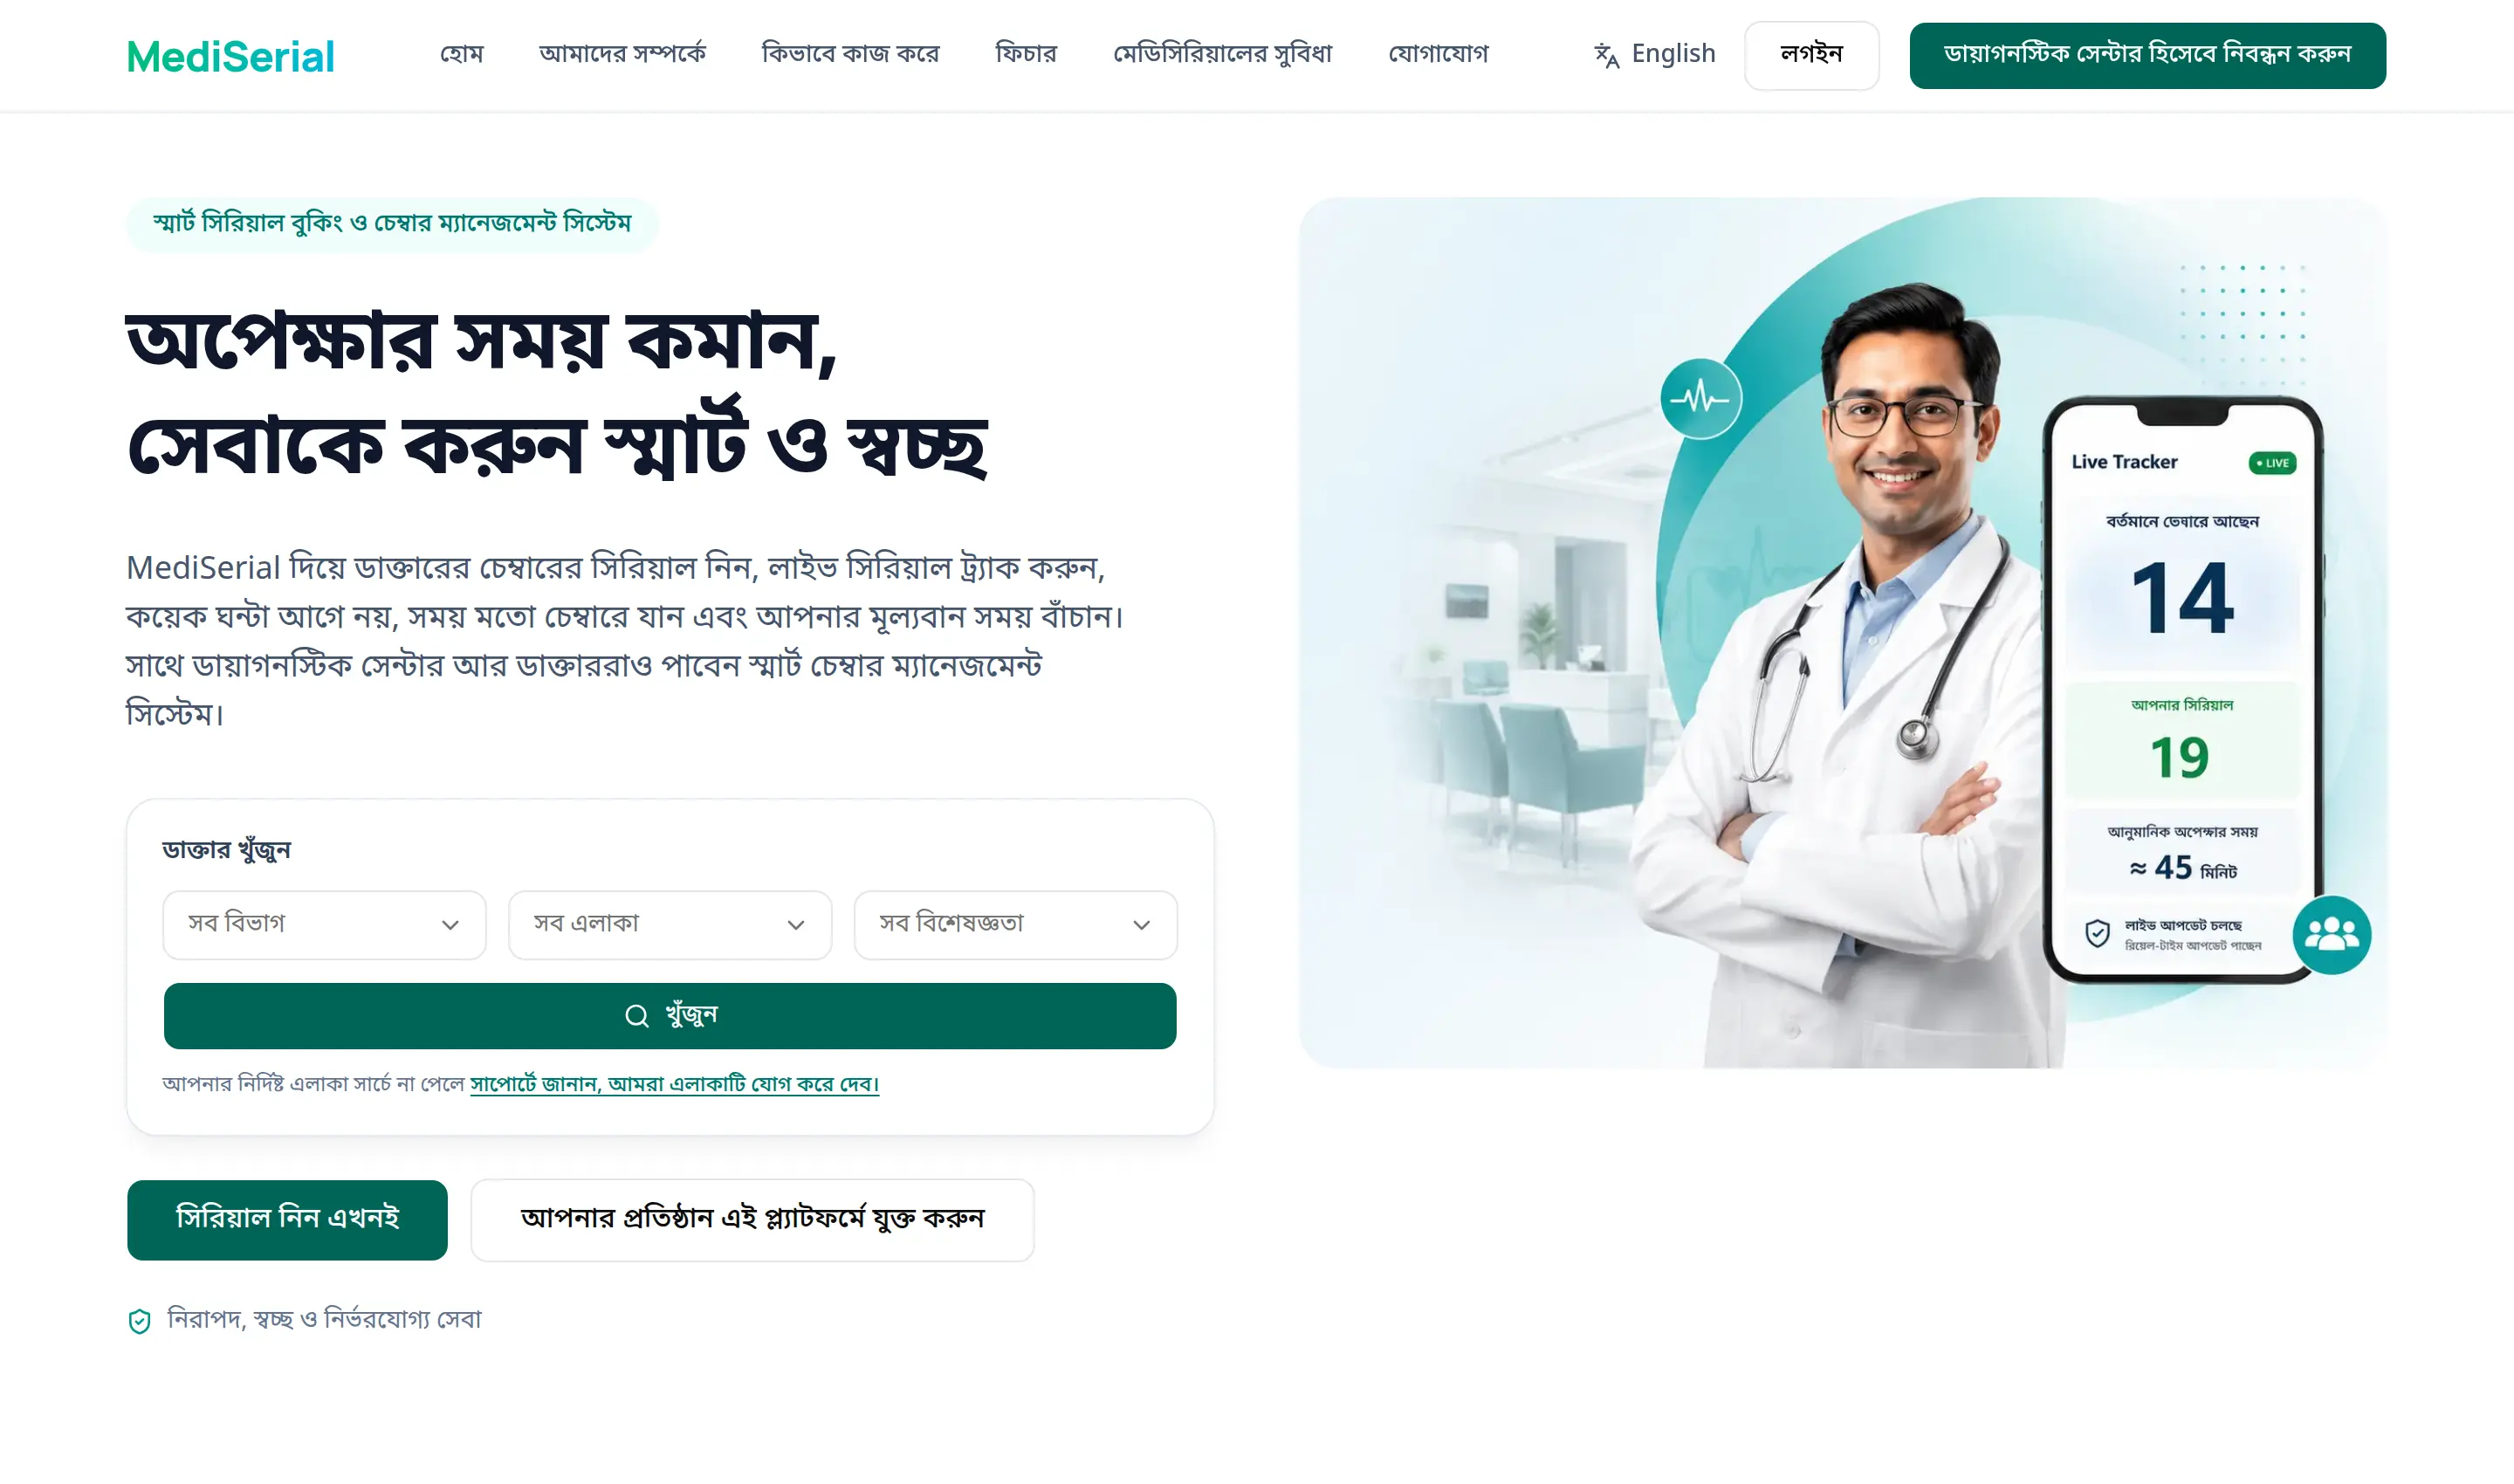 MediSerial
হোম
আমাদের সম্পর্কে
কিভাবে কাজ করে
ফিচার
মেডিসিরিয়ালের সুবিধা
যোগাযোগ
English
লগইন
ডায়াগনস্টিক সেন্টার হিসেবে নিবন্ধন করুন
স্মার্ট সিরিয়াল বুকিং ও চেম্বার ম্যানেজমেন্ট সিস্টেম
অপেক্ষার সময় কমান,
সেবাকে করুন স্মার্ট ও স্বচ্ছ
MediSerial দিয়ে ডাক্তারের চেম্বারের সিরিয়াল নিন, লাইভ সিরিয়াল ট্র্যাক করুন,
কয়েক ঘন্টা আগে নয়, সময় মতো চেম্বারে যান এবং আপনার মূল্যবান সময় বাঁচান।
সাথে ডায়াগনস্টিক সেন্টার আর ডাক্তাররাও পাবেন স্মার্ট চেম্বার ম্যানেজমেন্ট
সিস্টেম।
ডাক্তার খুঁজুন
সব বিভাগ
সব এলাকা
সব বিশেষজ্ঞতা
খুঁজুন
আপনার নির্দিষ্ট এলাকা সার্চে না পেলে সাপোর্টে জানান, আমরা এলাকাটি যোগ করে দেব।
সিরিয়াল নিন এখনই
আপনার প্রতিষ্ঠান এই প্ল্যাটফর্মে যুক্ত করুন
নিরাপদ, স্বচ্ছ ও নির্ভরযোগ্য সেবা
Live Tracker
• LIVE
বর্তমানে আছেন
14
আপনার সিরিয়াল
19
আনুমানিক অপেক্ষার সময়
≈ 45 মিনিট
লাইভ আপডেট চলছে
রিয়েল-টাইম আপডেট পাচ্ছেন